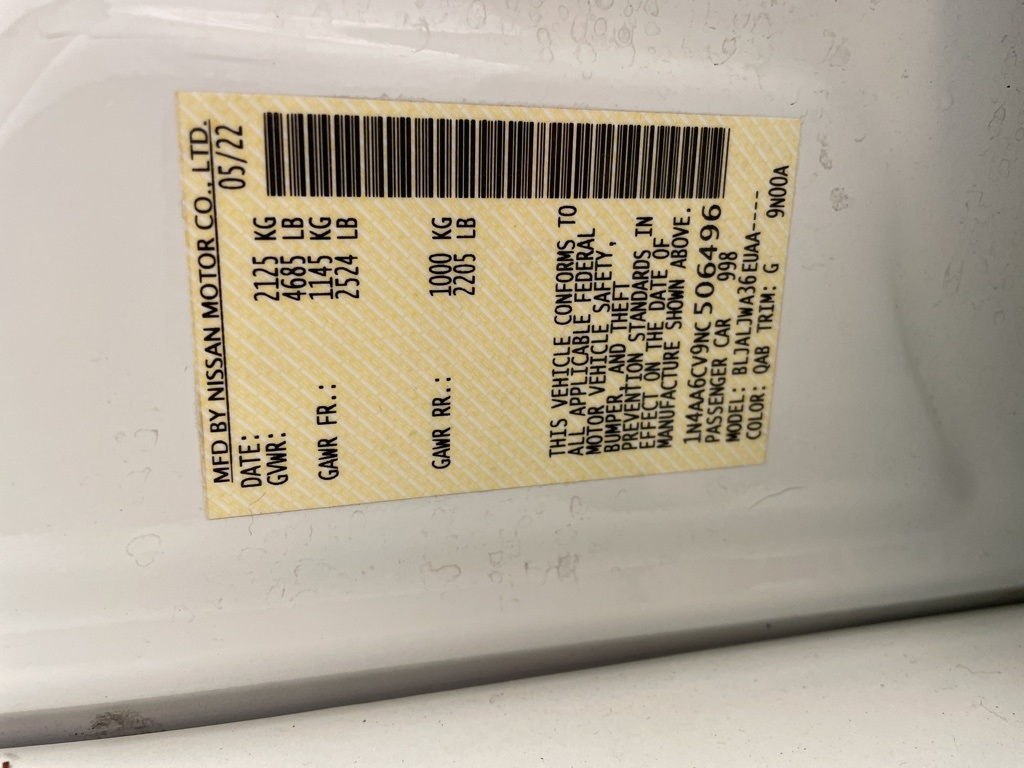 MFD BY NISSAN MOTOR CO., LTD.
DATE: 05/22
GVWR: 2125 KG
4685 LB
GAWR FR.: 1145 KG
2524 LB
GAWR RR.: 1000 KG
2205 LB
THIS VEHICLE CONFORMS TO
ALL APPLICABLE FEDERAL
MOTOR VEHICLE SAFETY,
BUMPER, AND THEFT
PREVENTION STANDARDS IN
EFFECT ON THE DATE OF
MANUFACTURE SHOWN ABOVE.
1N4AA6CV9NC506496
PASSENGER CAR 998
MODEL: BLJALJWA36EUAA----
COLOR: QAB TRIM: G 9N00A